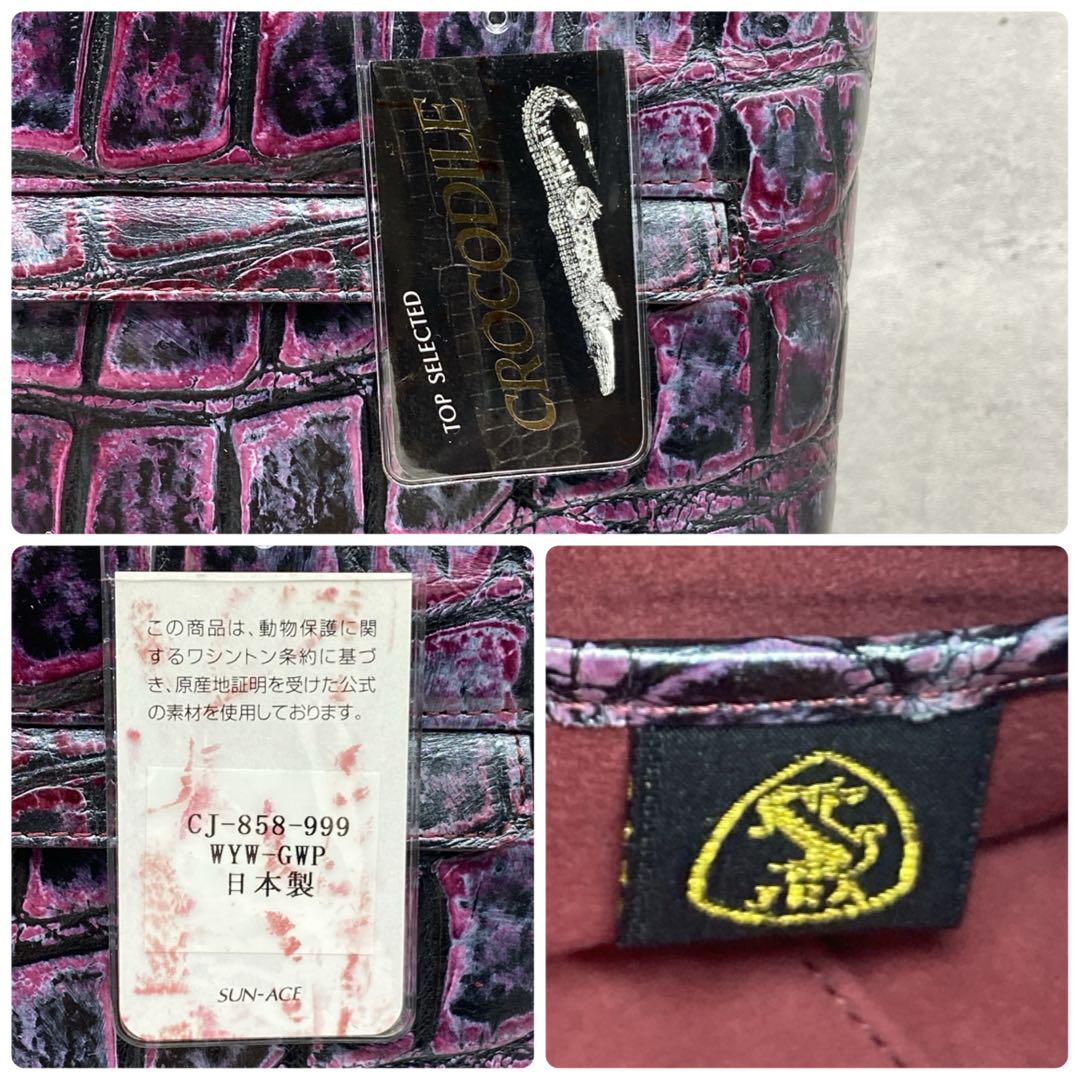 TOP SELECTED
CROCODILE
この商品は、動物保護に関
するワシントン条約に基づ
き、原産地証明を受けた公式
の素材を使用しております。
CJ-858-999
WYW-GWP
日本製
SUN-ACE
JRA